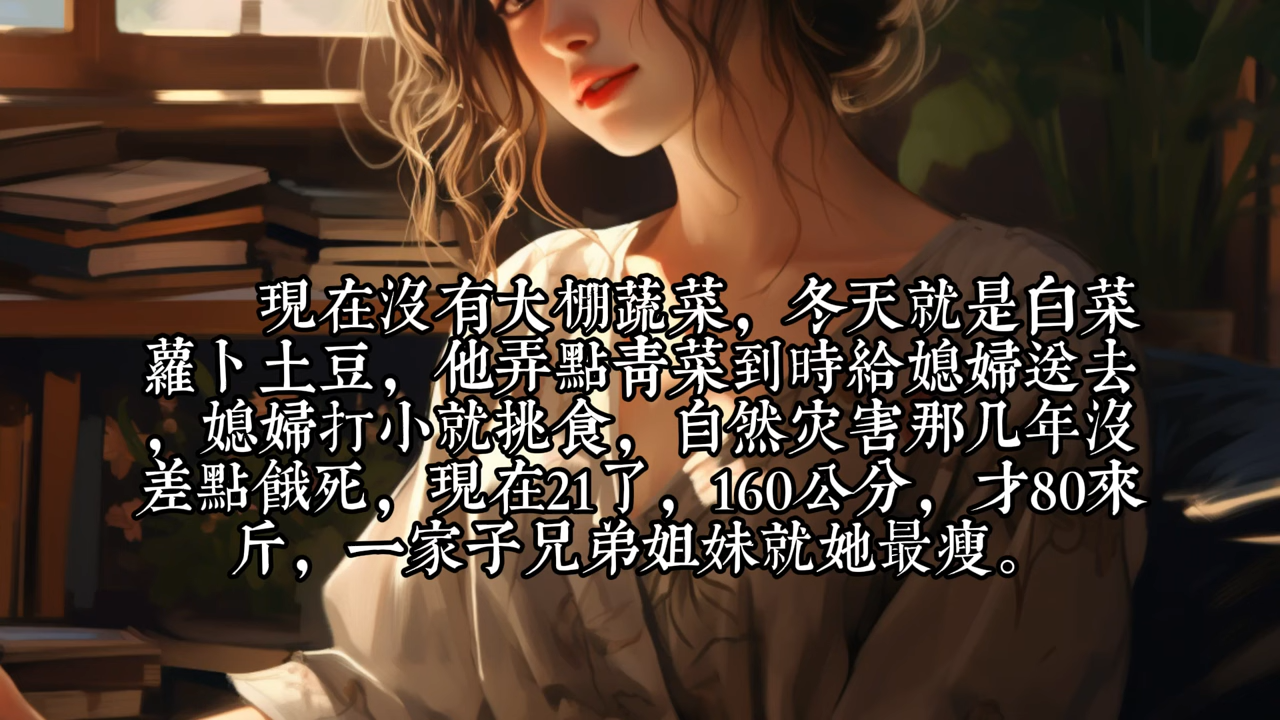 現在沒有大棚蔬菜，冬天就是白菜
蘿卜土豆，他弄點青菜到時給媳婦送去
，媳婦打小就挑食，自然灾害那几年沒
差點餓死，現在21了，160公分，才80來
斤，一家子兄弟姐妹就她最瘦。